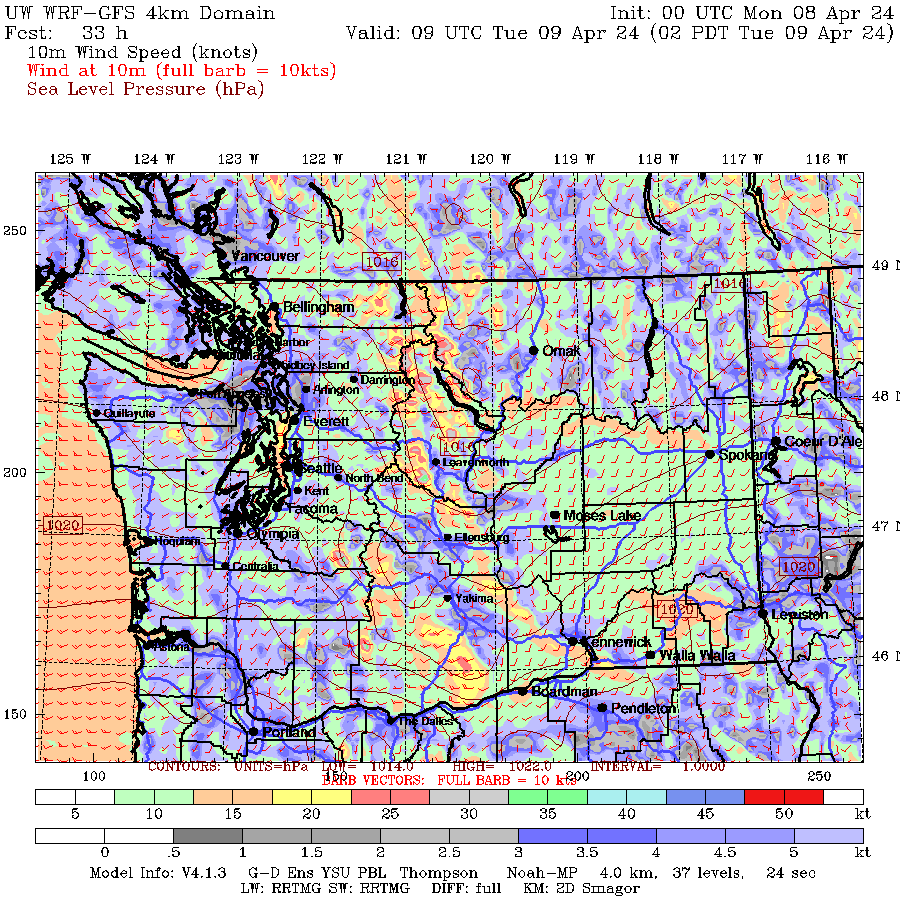 UW WRF-GFS 4km Domain Init: 00 UTC Mon 08 Apr 24
Fcst: 33 h Valid: 09 UTC Tue 09 Apr 24 (02 PDT Tue 09 Apr 24)
10m Wind Speed (knots)
Wind at 10m (full barb = 10kts)
Sea Level Pressure (hPa)
125 W 124 W 123 W 122 W 121 W 120 W 119 W 118 W 117 W 116 W
250
Vancouver
1016
49 N
1016
Bellingham
Omak
Darrington
Arlington
48 N
Quillayute
Everett
Coeur D'Ale
1016
Spokane
Leavenworth
200
Seattle
North Bend
Kent
Tacoma
Moses Lake
1020
47 N
Olympia
Hoquiam
Ellensburg
Centralia
1020
Yakima
1020
Lewiston
Kennewick
Astoria
Walla Walla
46 N
Boardman
Pendleton
150
The Dalles
Portland
CONTOURS: UNITS=hPa LOW= 1014.0 HIGH= 1022.0 INTERVAL= 1.0000
100 150 200 250
BARB VECTORS: FULL BARB = 10 kts
5 10 15 20 25 30 35 40 45 50 kt
0 .5 1 1.5 2 2.5 3 3.5 4 4.5 5 kt
Model Info: V4.1.3 G-D Ens YSU PBL Thompson Noah-MP 4.0 km, 37 levels, 24 sec
LW: RRTMG SW: RRTMG DIFF: full KM: 2D Smagor